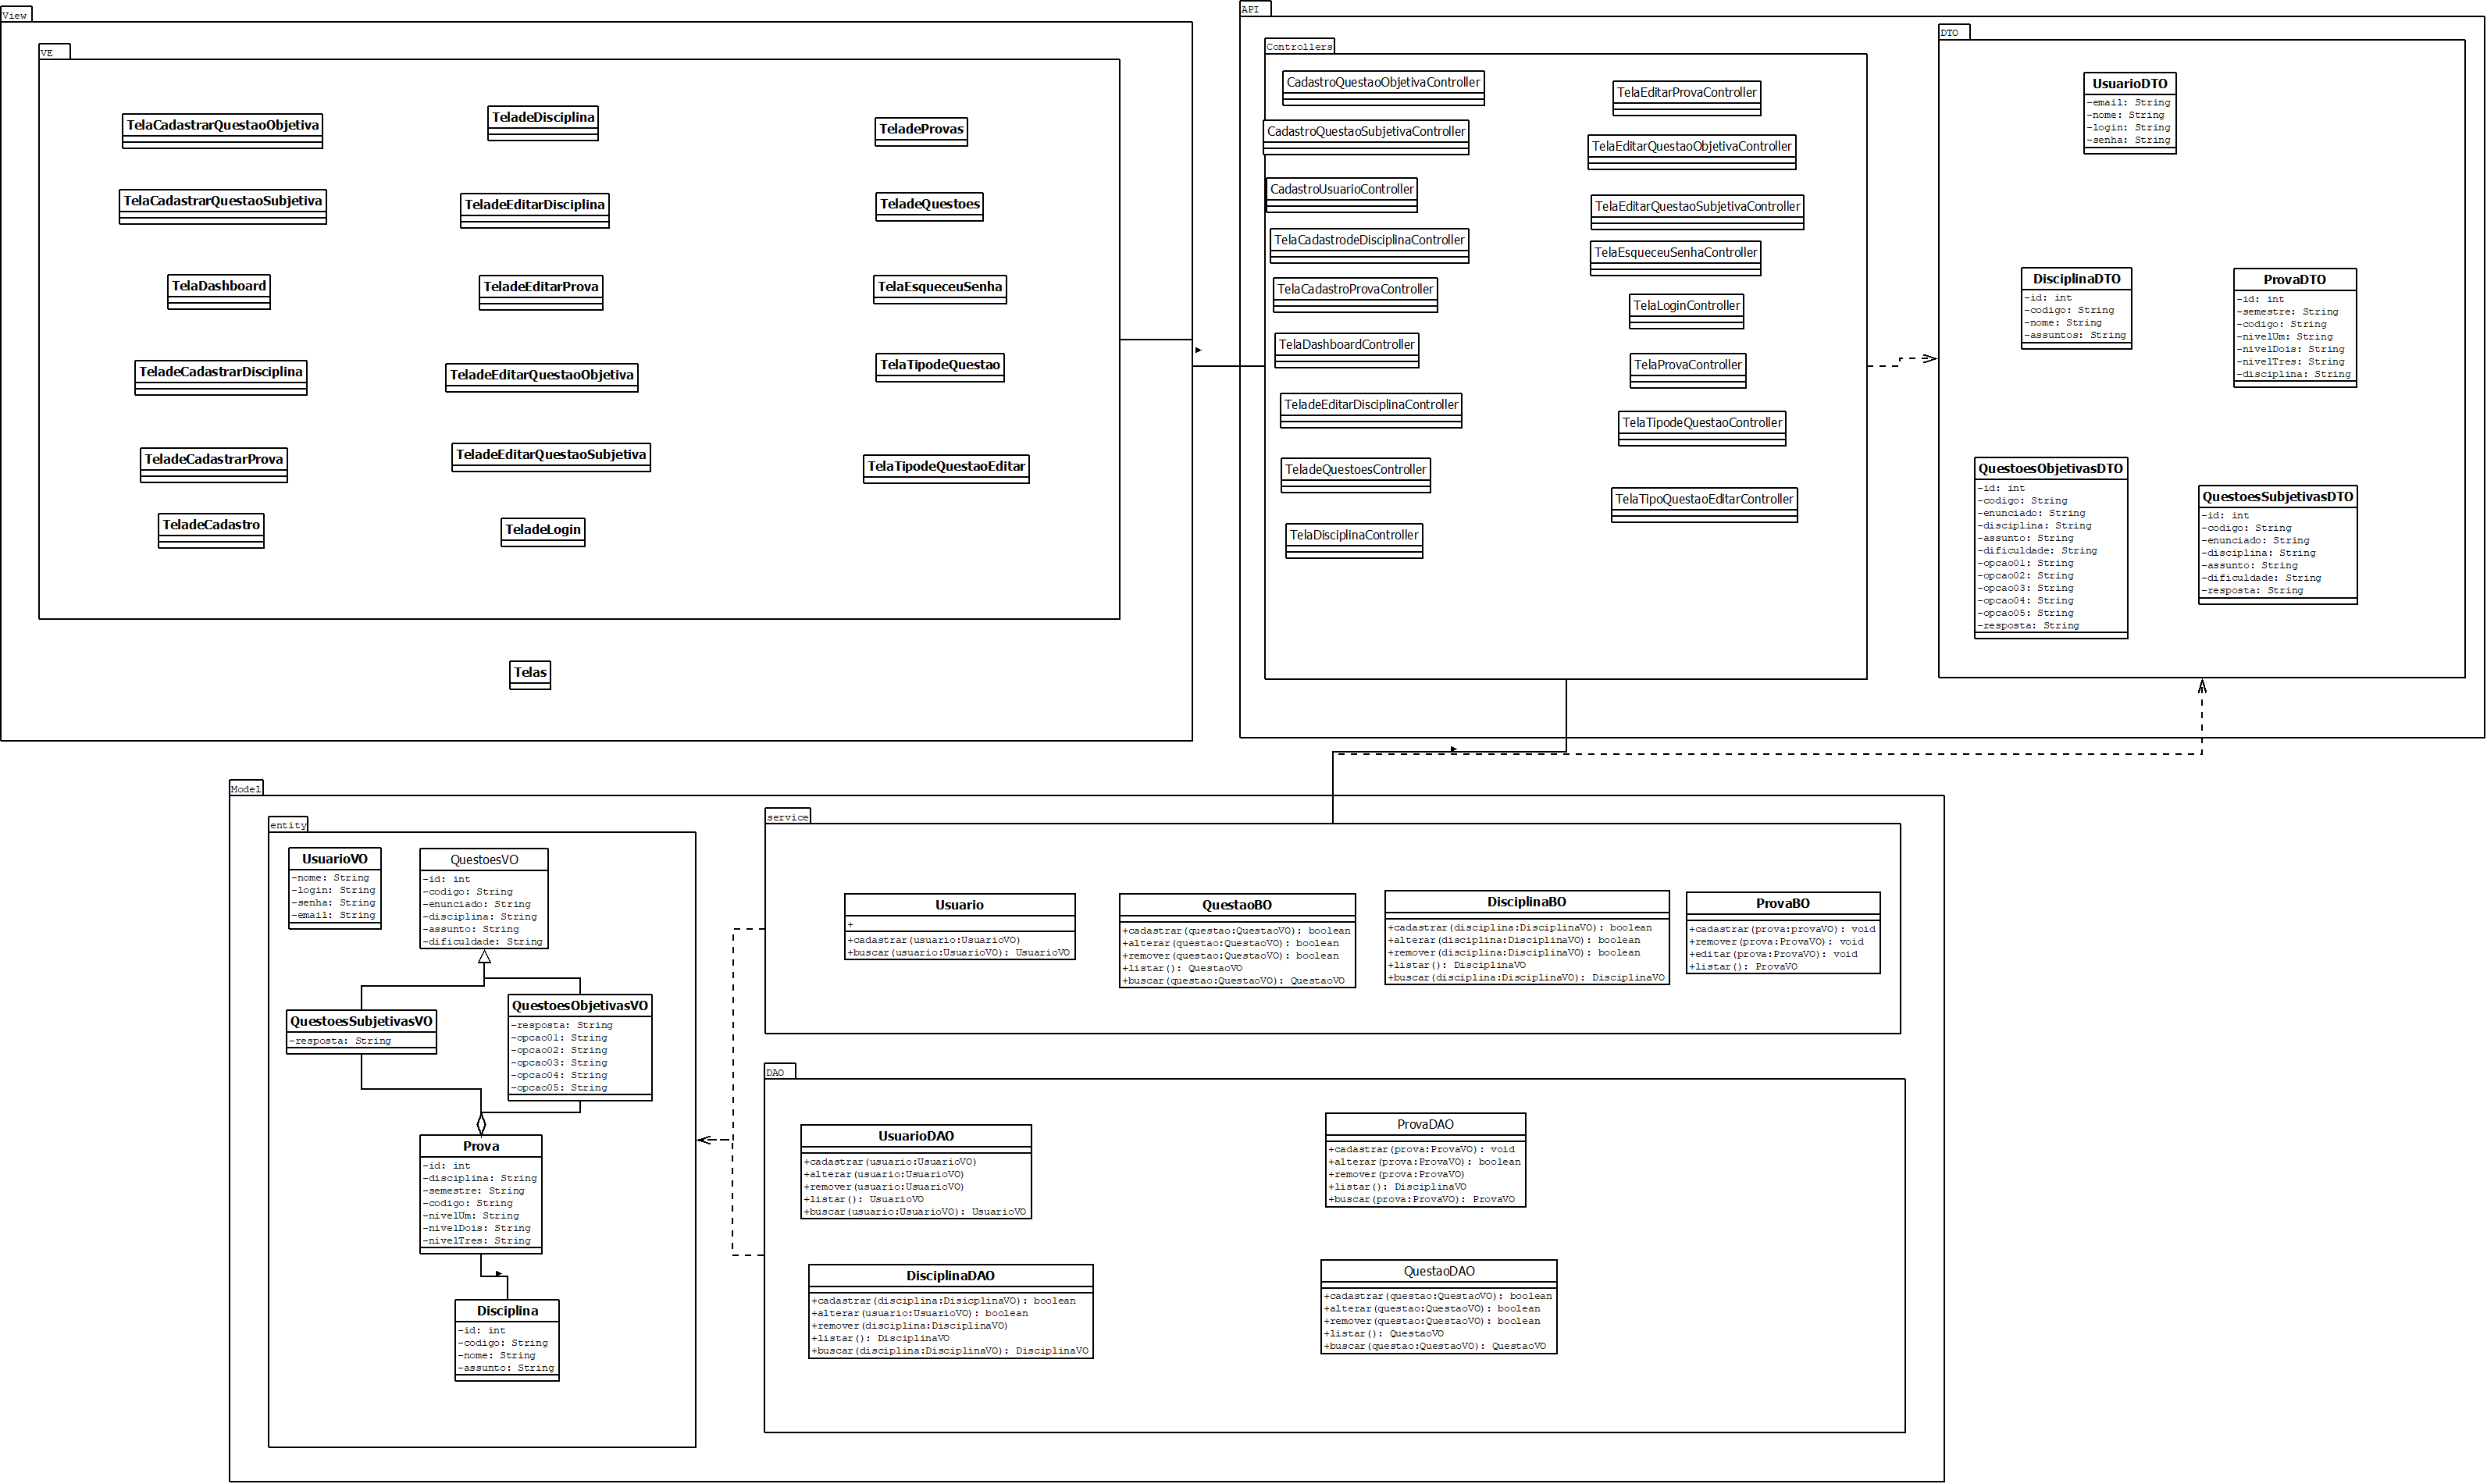 View
VE
TelaCadastrarQuestaoObjetiva
TeladeDisciplina
TeladeProvas
TelaCadastrarQuestaoSubjetiva
TeladeEditarDisciplina
TeladeQuestoes
TelaDashboard
TeladeEditarProva
TelaEsqueceuSenha
TeladeCadastrarDisciplina
TeladeEditarQuestaoObjetiva
TelaTipodeQuestao
TeladeCadastrarProva
TeladeEditarQuestaoSubjetiva
TelaTipodeQuestaoEditar
TeladeCadastro
TeladeLogin
Telas
API
Controllers
CadastroQuestaoObjetivaController
CadastroQuestaoSubjetivaController
CadastroUsuarioController
TelaCadastrodeDisciplinaController
TelaCadastroProvaController
TelaDashboardController
TeladeEditarDisciplinaController
TeladeQuestoesController
TelaDisciplinaController
TelaEditarProvaController
TelaEditarQuestaoObjetivaController
TelaEditarQuestaoSubjetivaController
TelaEsqueceuSenhaController
TelaLoginController
TelaProvaController
TelaTipodeQuestaoController
TelaTipoQuestaoEditarController
DTO
UsuarioDTO
-email: String
-nome: String
-login: String
-senha: String
DisciplinaDTO
-id: int
-codigo: String
-nome: String
-assuntos: String
ProvaDTO
-id: int
-semestre: String
-codigo: String
-nivelUm: String
-nivelDois: String
-nivelTres: String
-disciplina: String
QuestoesObjetivasDTO
-id: int
-codigo: String
-enunciado: String
-disciplina: String
-assunto: String
-dificuldade: String
-opcao01: String
-opcao02: String
-opcao03: String
-opcao04: String
-opcao05: String
-resposta: String
QuestoesSubjetivasDTO
-id: int
-codigo: String
-enunciado: String
-disciplina: String
-assunto: String
-dificuldade: String
-resposta: String
Model
entity
UsuarioVO
-nome: String
-login: String
-senha: String
-email: String
QuestoesVO
-id: int
-codigo: String
-enunciado: String
-disciplina: String
-assunto: String
-dificuldade: String
QuestoesSubjetivasVO
-resposta: String
QuestoesObjetivasVO
-resposta: String
-opcao01: String
-opcao02: String
-opcao03: String
-opcao04: String
-opcao05: String
Prova
-id: int
-disciplina: String
-semestre: String
-codigo: String
-nivelUm: String
-nivelDois: String
-nivelTres: String
Disciplina
-id: int
-codigo: String
-nome: String
-assunto: String
service
Usuario
+
+cadastrar(usuario:UsuarioVO)
+buscar(usuario:UsuarioVO): UsuarioVO
QuestaoBO
+cadastrar(questao:QuestaoVO): boolean
+alterar(questao:QuestaoVO): boolean
+remover(questao:QuestaoVO): boolean
+listar(): QuestaoVO
+buscar(questao:QuestaoVO): QuestaoVO
DisciplinaBO
+cadastrar(disciplina:DisciplinaVO): boolean
+alterar(disciplina:DisciplinaVO): boolean
+remover(disciplina:DisciplinaVO): boolean
+listar(): DisciplinaVO
+buscar(disciplina:DisciplinaVO): DisciplinaVO
ProvaBO
+cadastrar(prova:provaVO): void
+remover(prova:ProvaVO): void
+editar(prova:ProvaVO): void
+listar(): ProvaVO
DAO
UsuarioDAO
+cadastrar(usuario:UsuarioVO)
+alterar(usuario:UsuarioVO)
+remover(usuario:UsuarioVO)
+listar(): UsuarioVO
+buscar(usuario:UsuarioVO): UsuarioVO
ProvaDAO
+cadastrar(prova:ProvaVO): void
+alterar(prova:ProvaVO): boolean
+remover(prova:ProvaVO)
+listar(): DisciplinaVO
+buscar(prova:ProvaVO): ProvaVO
DisciplinaDAO
+cadastrar(disciplina:DisicplinaVO): boolean
+alterar(usuario:UsuarioVO): boolean
+remover(disciplina:DisciplinaVO)
+listar(): DisciplinaVO
+buscar(disciplina:DisciplinaVO): DisciplinaVO
QuestaoDAO
+cadastrar(questao:QuestaoVO): boolean
+alterar(questao:QuestaoVO): boolean
+remover(questao:QuestaoVO): boolean
+listar(): QuestaoVO
+buscar(questao:QuestaoVO): QuestaoVO